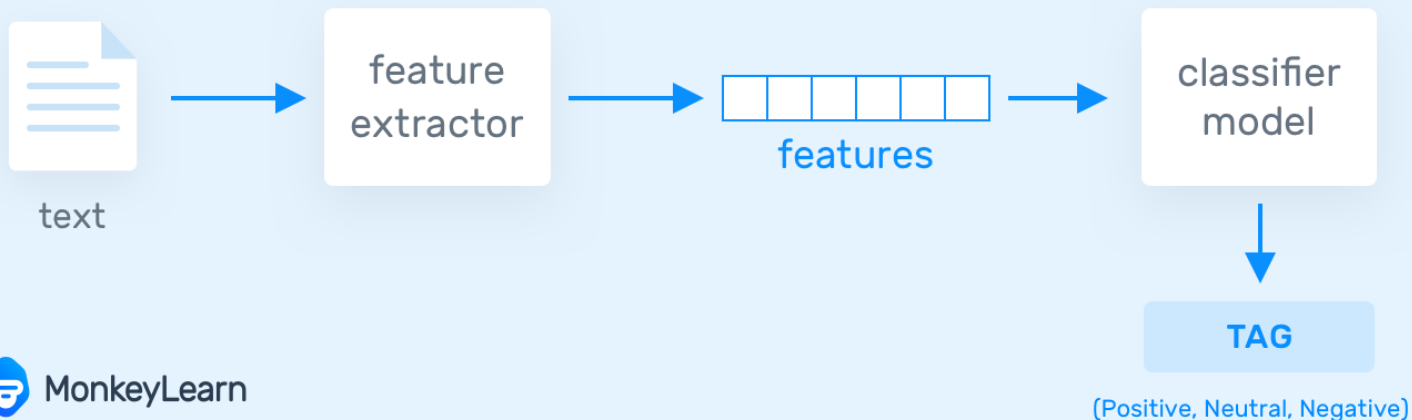 text
feature
extractor
features
classifier
model
TAG
(Positive, Neutral, Negative)
MonkeyLearn